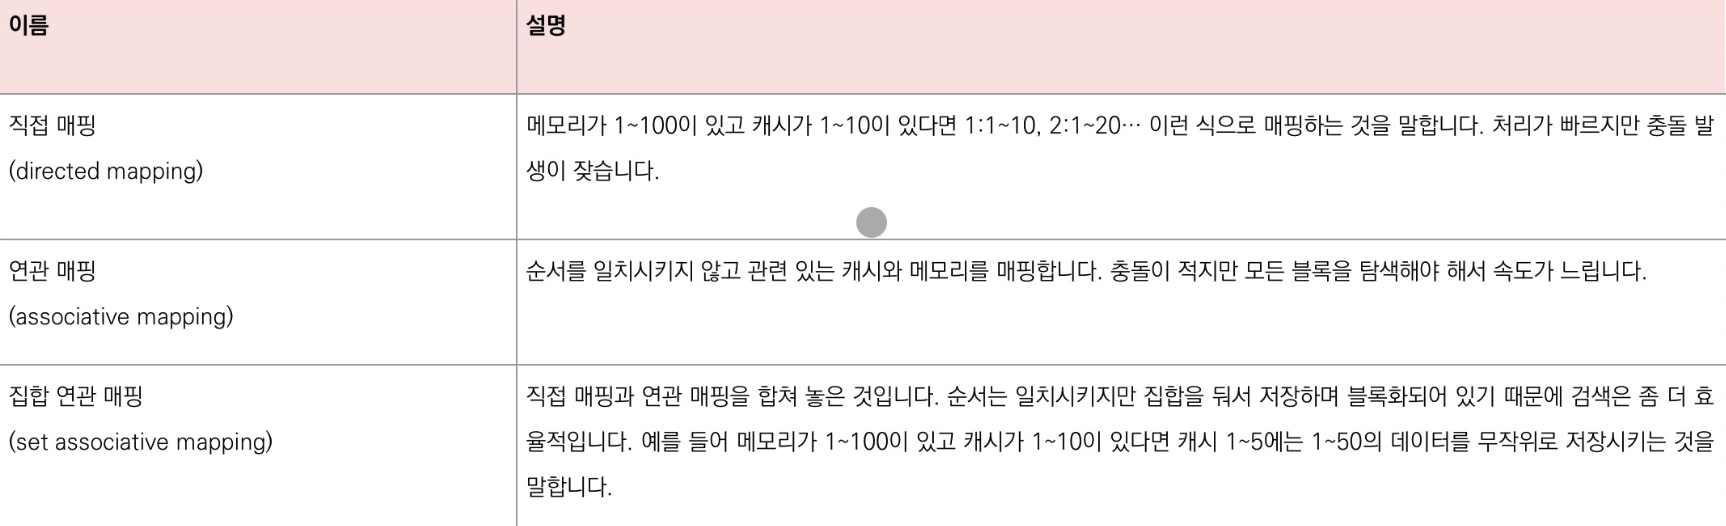 이름
설명
직접 매핑
(directed mapping)
메모리가 1~100이 있고 캐시가 1~10이 있다면 1:1~10, 2:1~20… 이런 식으로 매핑하는 것을 말합니다. 처리가 빠르지만 충돌 발
생이 잦습니다.
연관 매핑
(associative mapping)
순서를 일치시키지 않고 관련 있는 캐시와 메모리를 매핑합니다. 충돌이 적지만 모든 블록을 탐색해야 해서 속도가 느립니다.
집합 연관 매핑
(set associative mapping)
직접 매핑과 연관 매핑을 합쳐 놓은 것입니다. 순서는 일치시키지만 집합을 둬서 저장하며 블록화되어 있기 때문에 검색은 좀 더 효
율적입니다. 예를 들어 메모리가 1~100이 있고 캐시가 1~10이 있다면 캐시 1~5에는 1~50의 데이터를 무작위로 저장시키는 것을
말합니다.